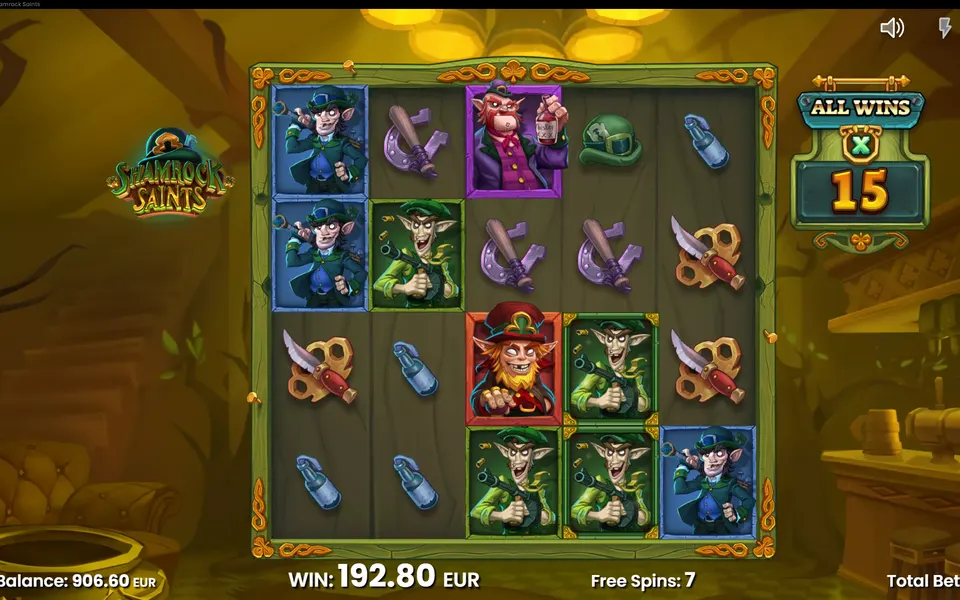 amrock Saints
SHAMROCK
SAINTS
ALL WINS
X
15
Balance: 906.60 EUR
WIN: 192.80 EUR
Free Spins: 7
Total Bet